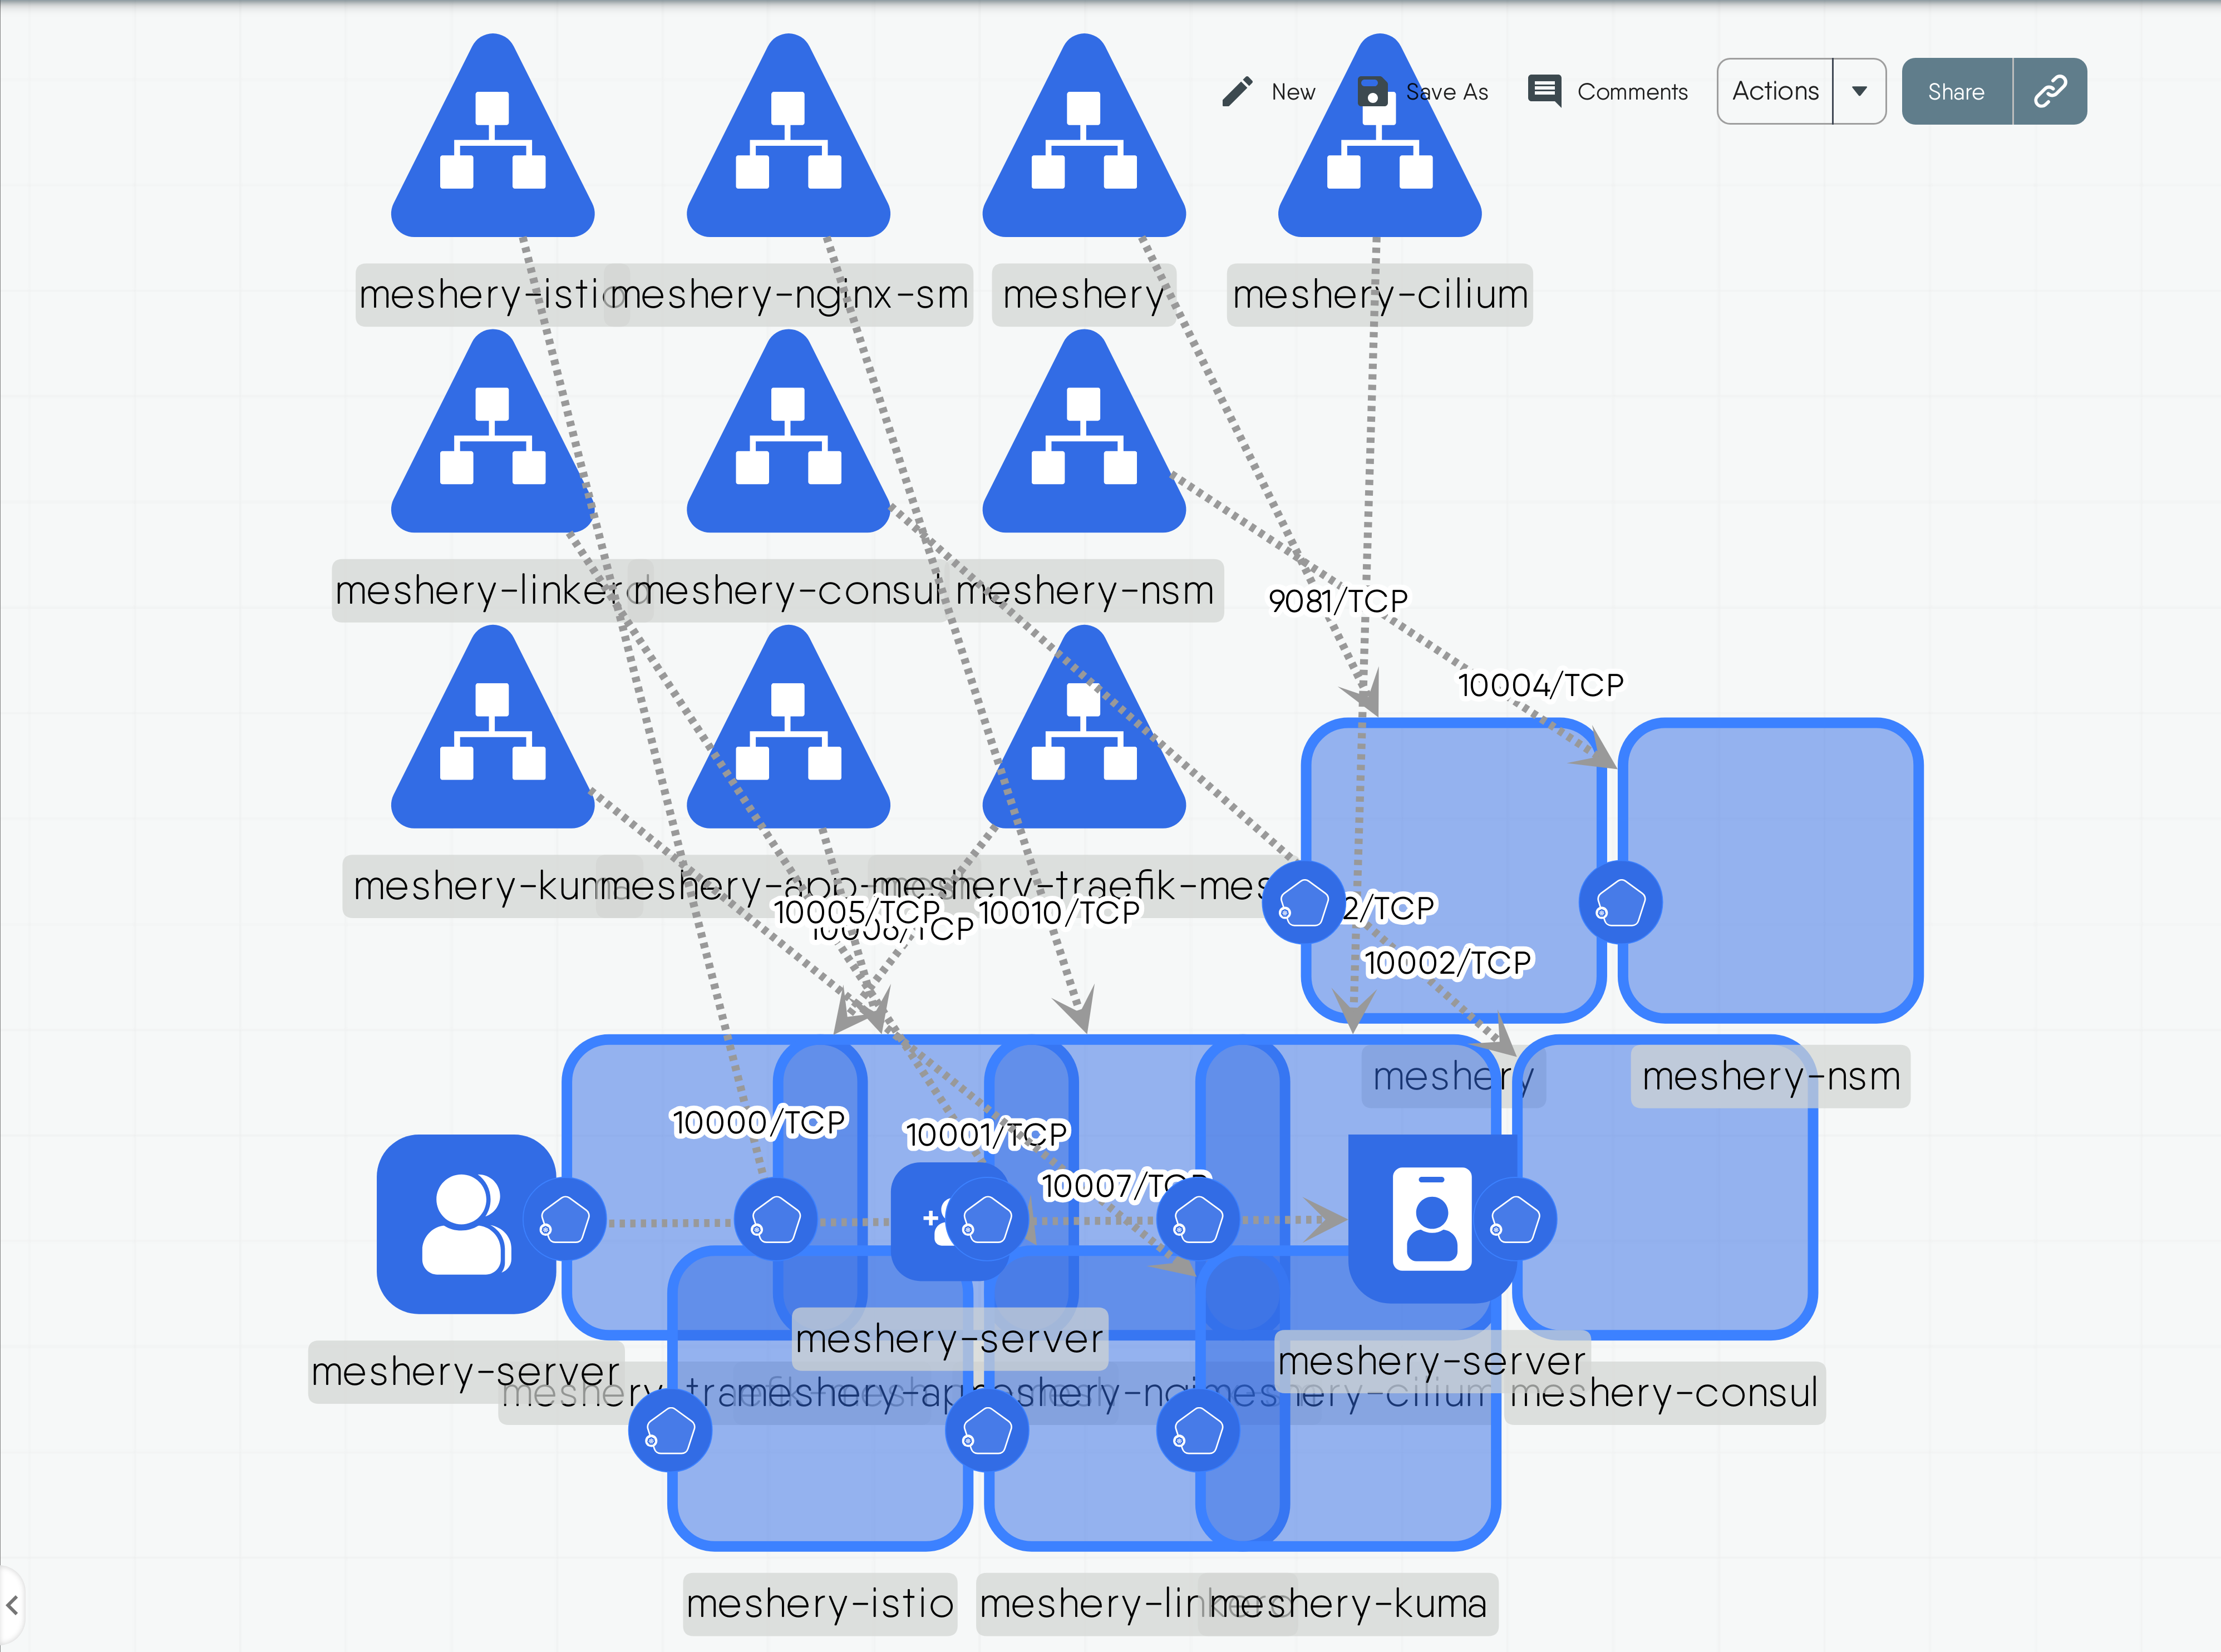 New
Save As
Comments
Actions
Share
meshery-istio
meshery-nginx-sm
meshery
meshery-cilium
meshery-linkerd
meshery-consul
meshery-nsm
9081/TCP
10004/TCP
meshery-kuma
meshery-app-mesh
meshery-traefik-mes
10005/TCP
10010/TCP
2/TCP
10006/TCP
10002/TCP
meshery
meshery-nsm
10000/TCP
10001/TCP
10007/TCP
meshery-server
meshery-server
meshery-server
meshery-traefik-mesh
meshery-app-mesh
meshery-cilium
meshery-consul
meshery-istio
meshery-linkerd
meshery-kuma